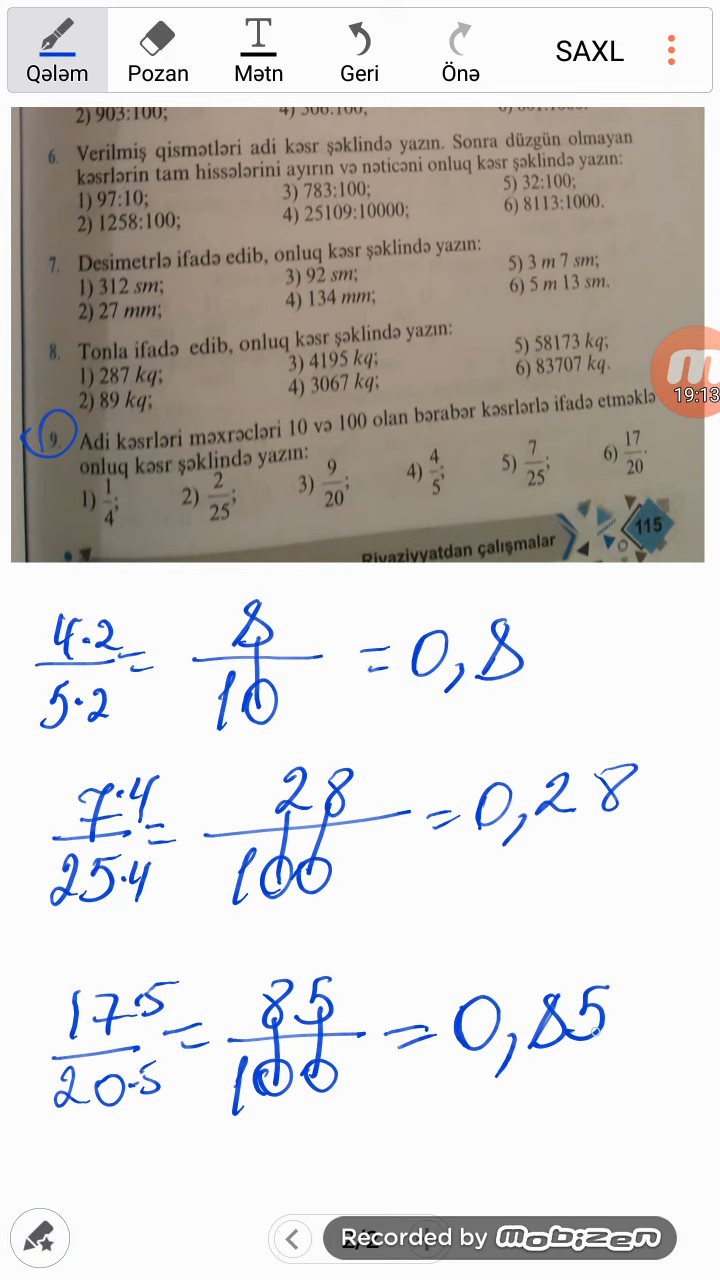 Qələm Pozan Mətn Geri Önə SAXL
2) 903:100;
6. Verilmiş qismətləri adi kəsr şəklində yazın. Sonra düzgün olmayan
kəsrlərin tam hissələrini ayırın və nəticəni onluq kəsr şəklində yazın:
1) 97:10; 3) 783:100; 5) 32:100;
2) 1258:100; 4) 25109:10000; 6) 8113:1000.
7. Desimetrlə ifadə edib, onluq kəsr şəklində yazın:
1) 312 sm; 3) 92 sm; 5) 3 m 7 sm;
2) 27 mm; 4) 134 mm; 6) 5 m 13 sm.
8. Tonla ifadə edib, onluq kəsr şəklində yazın:
1) 287 kq; 3) 4195 kq; 5) 58173 kq;
2) 89 kq; 4) 3067 kq; 6) 83707 kq.
19:13
9. Adi kəsrləri məxrəcləri 10 və 100 olan bərabər kəsrlərlə ifadə etməklə
onluq kəsr şəklində yazın:
1) 1/4; 2) 2/25; 3) 9/20; 4) 4/5; 5) 7/25; 6) 17/20.
115
Riyaziyyatdan çalışmalar
4·2/5·2 = 8/10 = 0,8
7·4/25·4 = 28/100 = 0,28
17·5/20·5 = 85/100 = 0,85
2/2
Recorded by mobizen